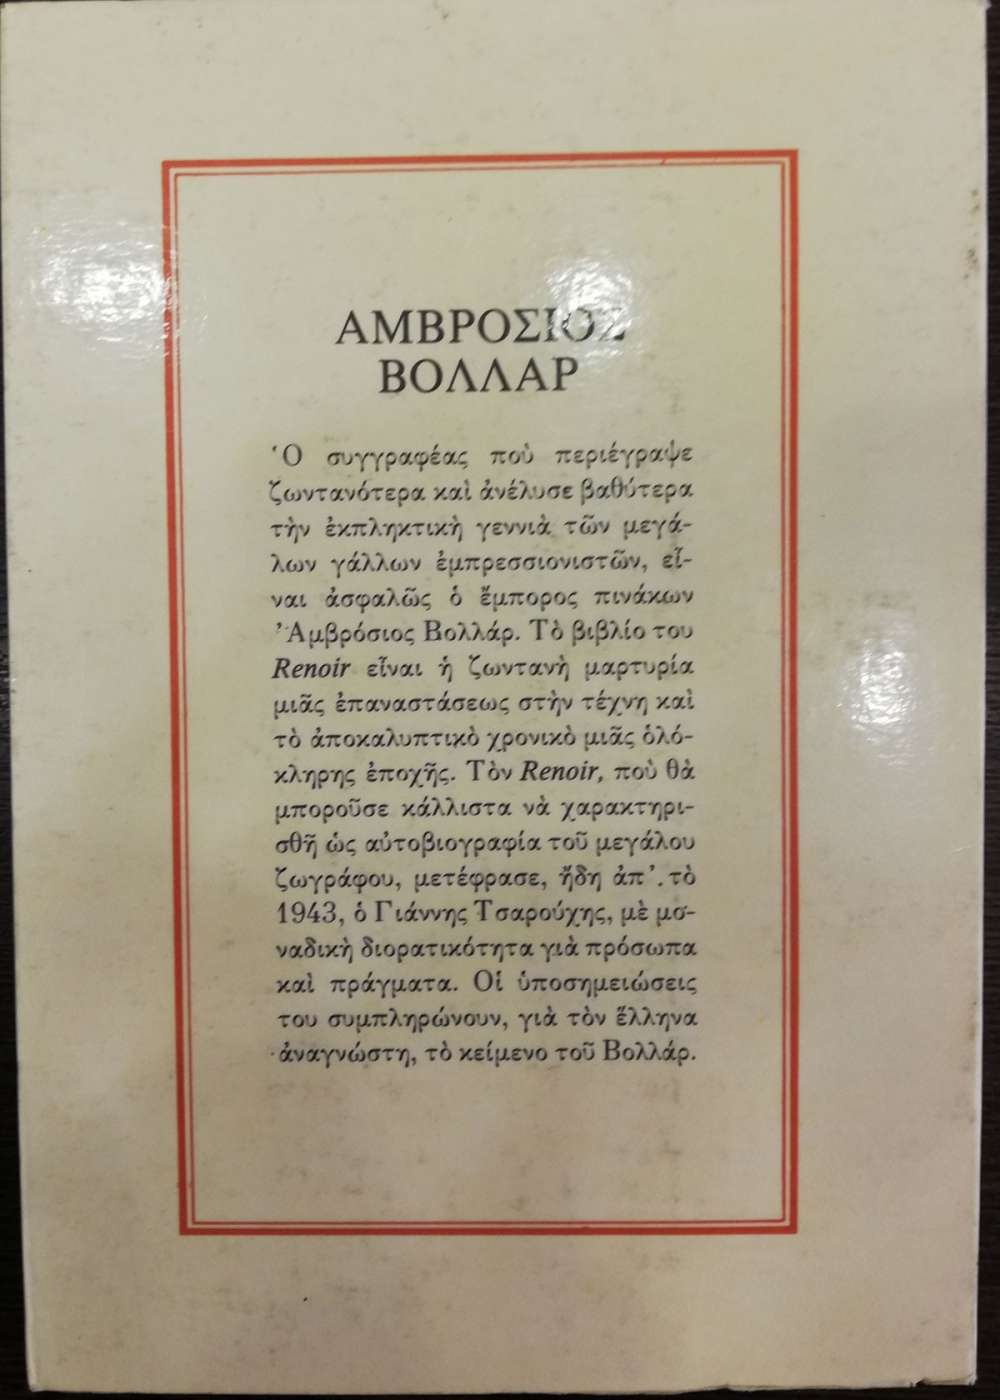 ΑΜΒΡΟΣΙΟΣ
ΒΟΛΛΑΡ
Ὁ συγγραφέας ποὺ περιέγραψε
ζωντανότερα καὶ ἀνέλυσε βαθύτερα
τὴν ἐκπληκτικὴ γεννιὰ τῶν μεγά-
λων γάλλων ἐμπρεσσιονιστῶν, εἶ-
ναι ἀσφαλῶς ὁ ἔμπορος πινάκων
Ἀμβρόσιος Βολλάρ. Τὸ βιβλίο του
Renoir εἶναι ἡ ζωντανὴ μαρτυρία
μιᾶς ἐπαναστάσεως στὴν τέχνη καὶ
τὸ ἀποκαλυπτικὸ χρονικὸ μιᾶς ὁλό-
κληρης ἐποχῆς. Τὸν Renoir, ποὺ θὰ
μποροῦσε κάλλιστα νὰ χαρακτηρι-
σθῆ ὡς αὐτοβιογραφία τοῦ μεγάλου
ζωγράφου, μετέφρασε, ἤδη ἀπ᾿ τὸ
1943, ὁ Γιάννης Τσαρούχης, μὲ μο-
ναδικὴ διορατικότητα γιὰ πρόσωπα
καὶ πράγματα. Οἱ ὑποσημειώσεις
του συμπληρώνουν, γιὰ τὸν ἕλληνα
ἀναγνώστη, τὸ κείμενο τοῦ Βολλάρ.